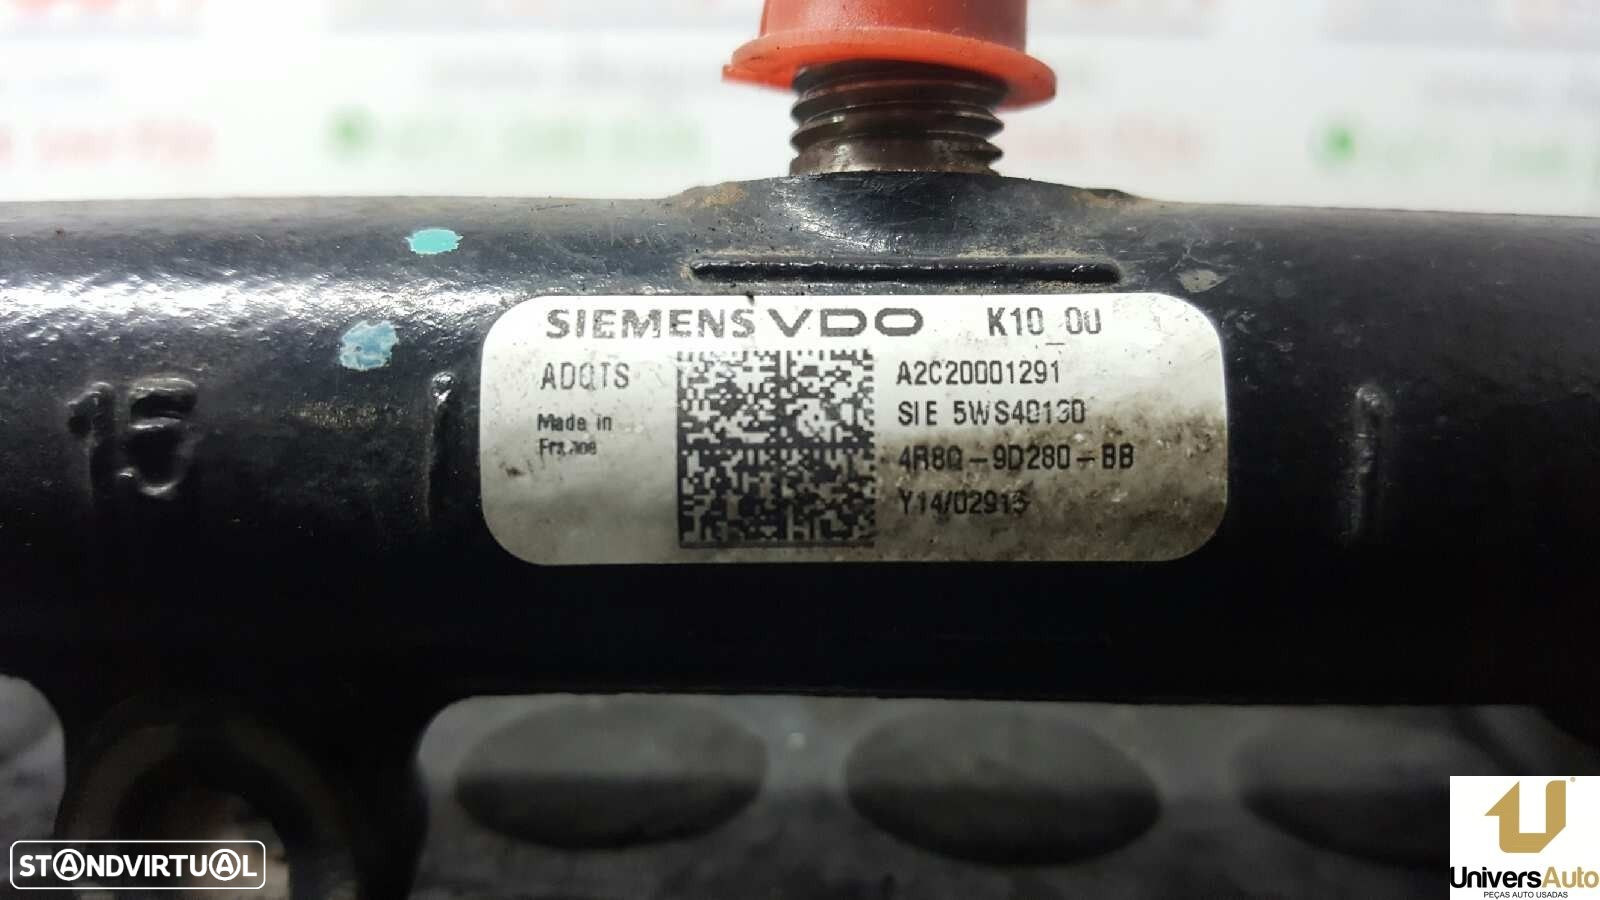 SIEMENS VDO K10_00
ADQTS
Made in
France
A2C20001291
SIE 5WS40130
4R8Q-9D280-BB
Y14/02915
15
STANDVIRTUAL
UniversAuto
PEÇAS AUTO USADAS